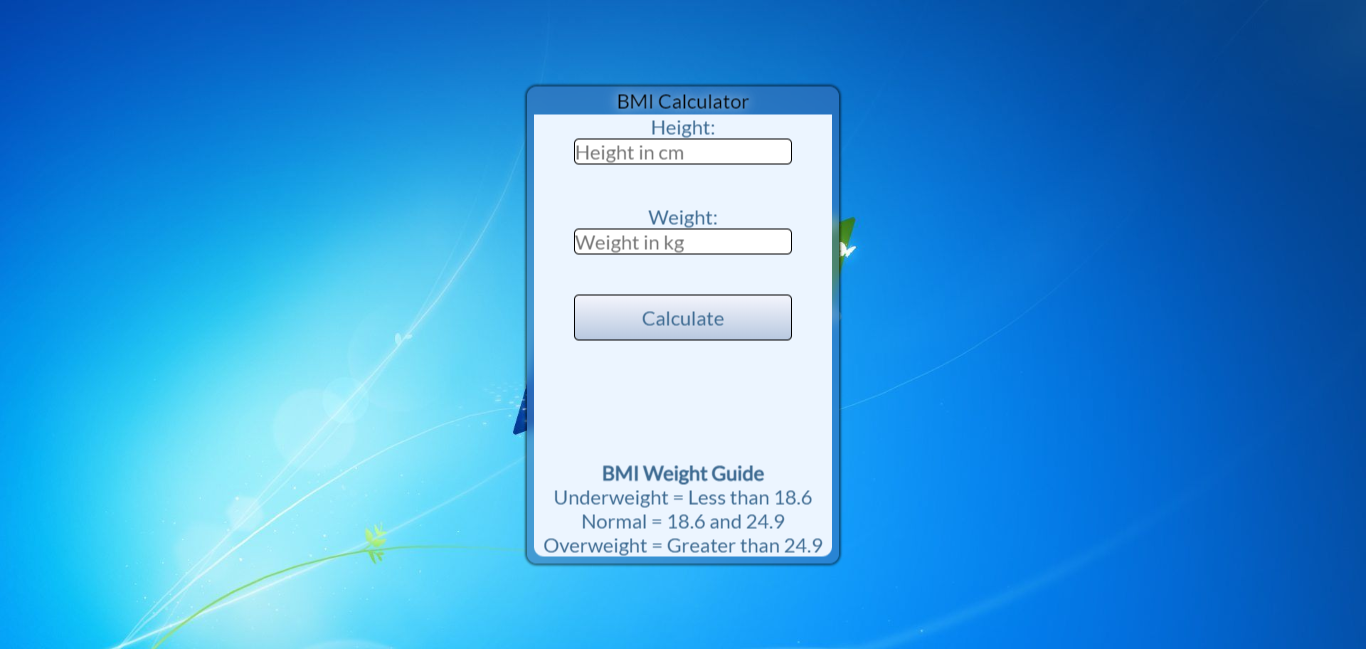 BMI Calculator
Height:
Height in cm
Weight:
Weight in kg
Calculate
BMI Weight Guide
Underweight = Less than 18.6
Normal = 18.6 and 24.9
Overweight = Greater than 24.9